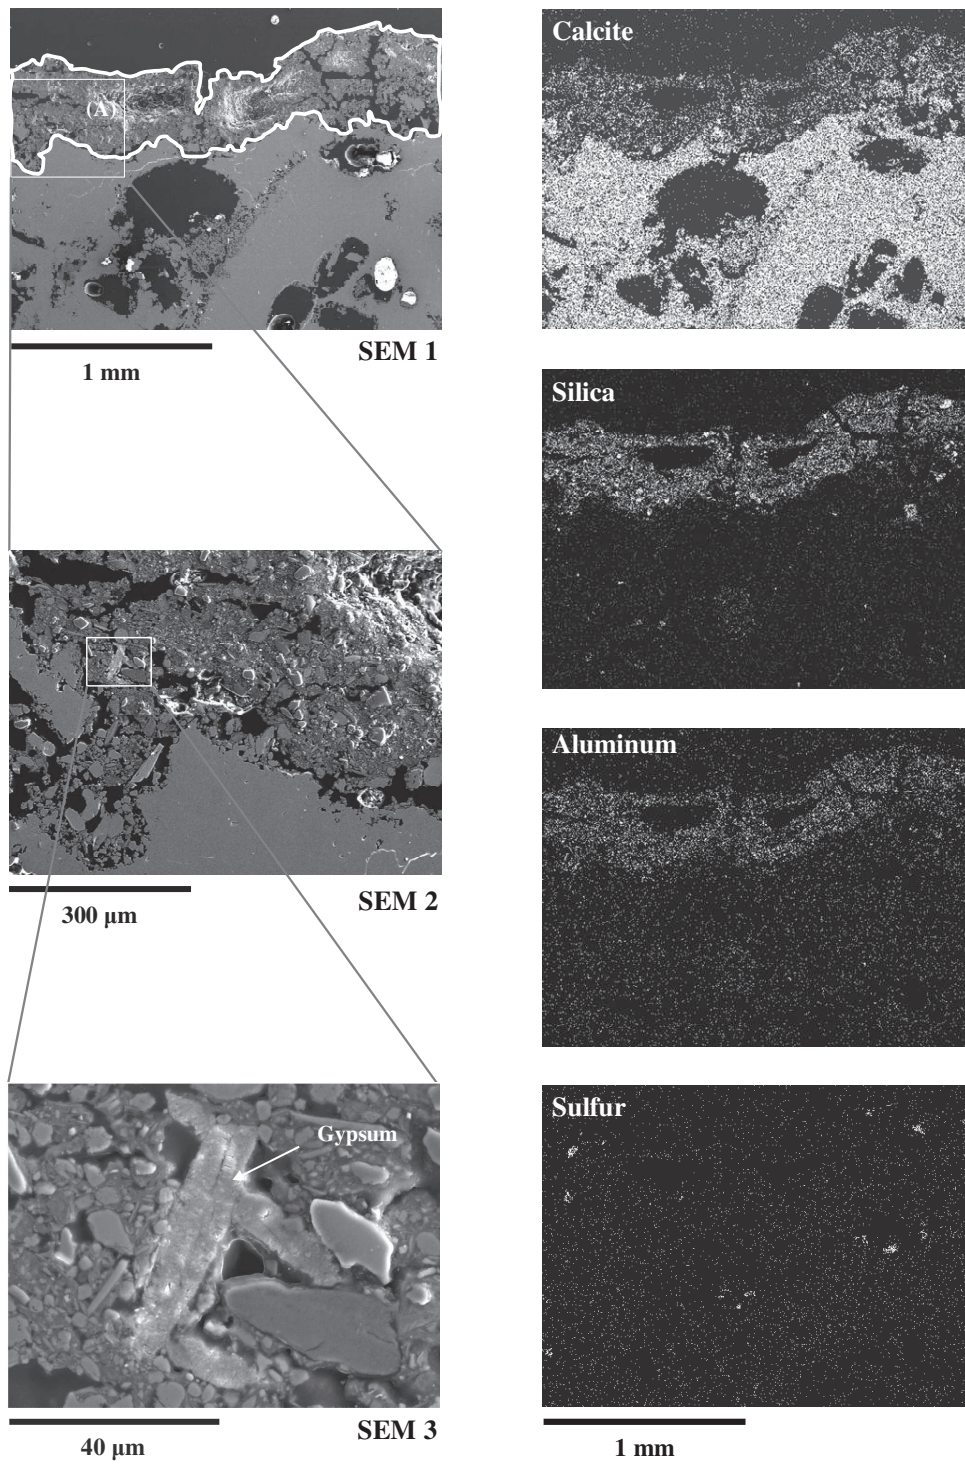 (A)
SEM 1
1 mm
SEM 2
300 µm
Gypsum
SEM 3
40 µm
Calcite
Silica
Aluminum
Sulfur
1 mm